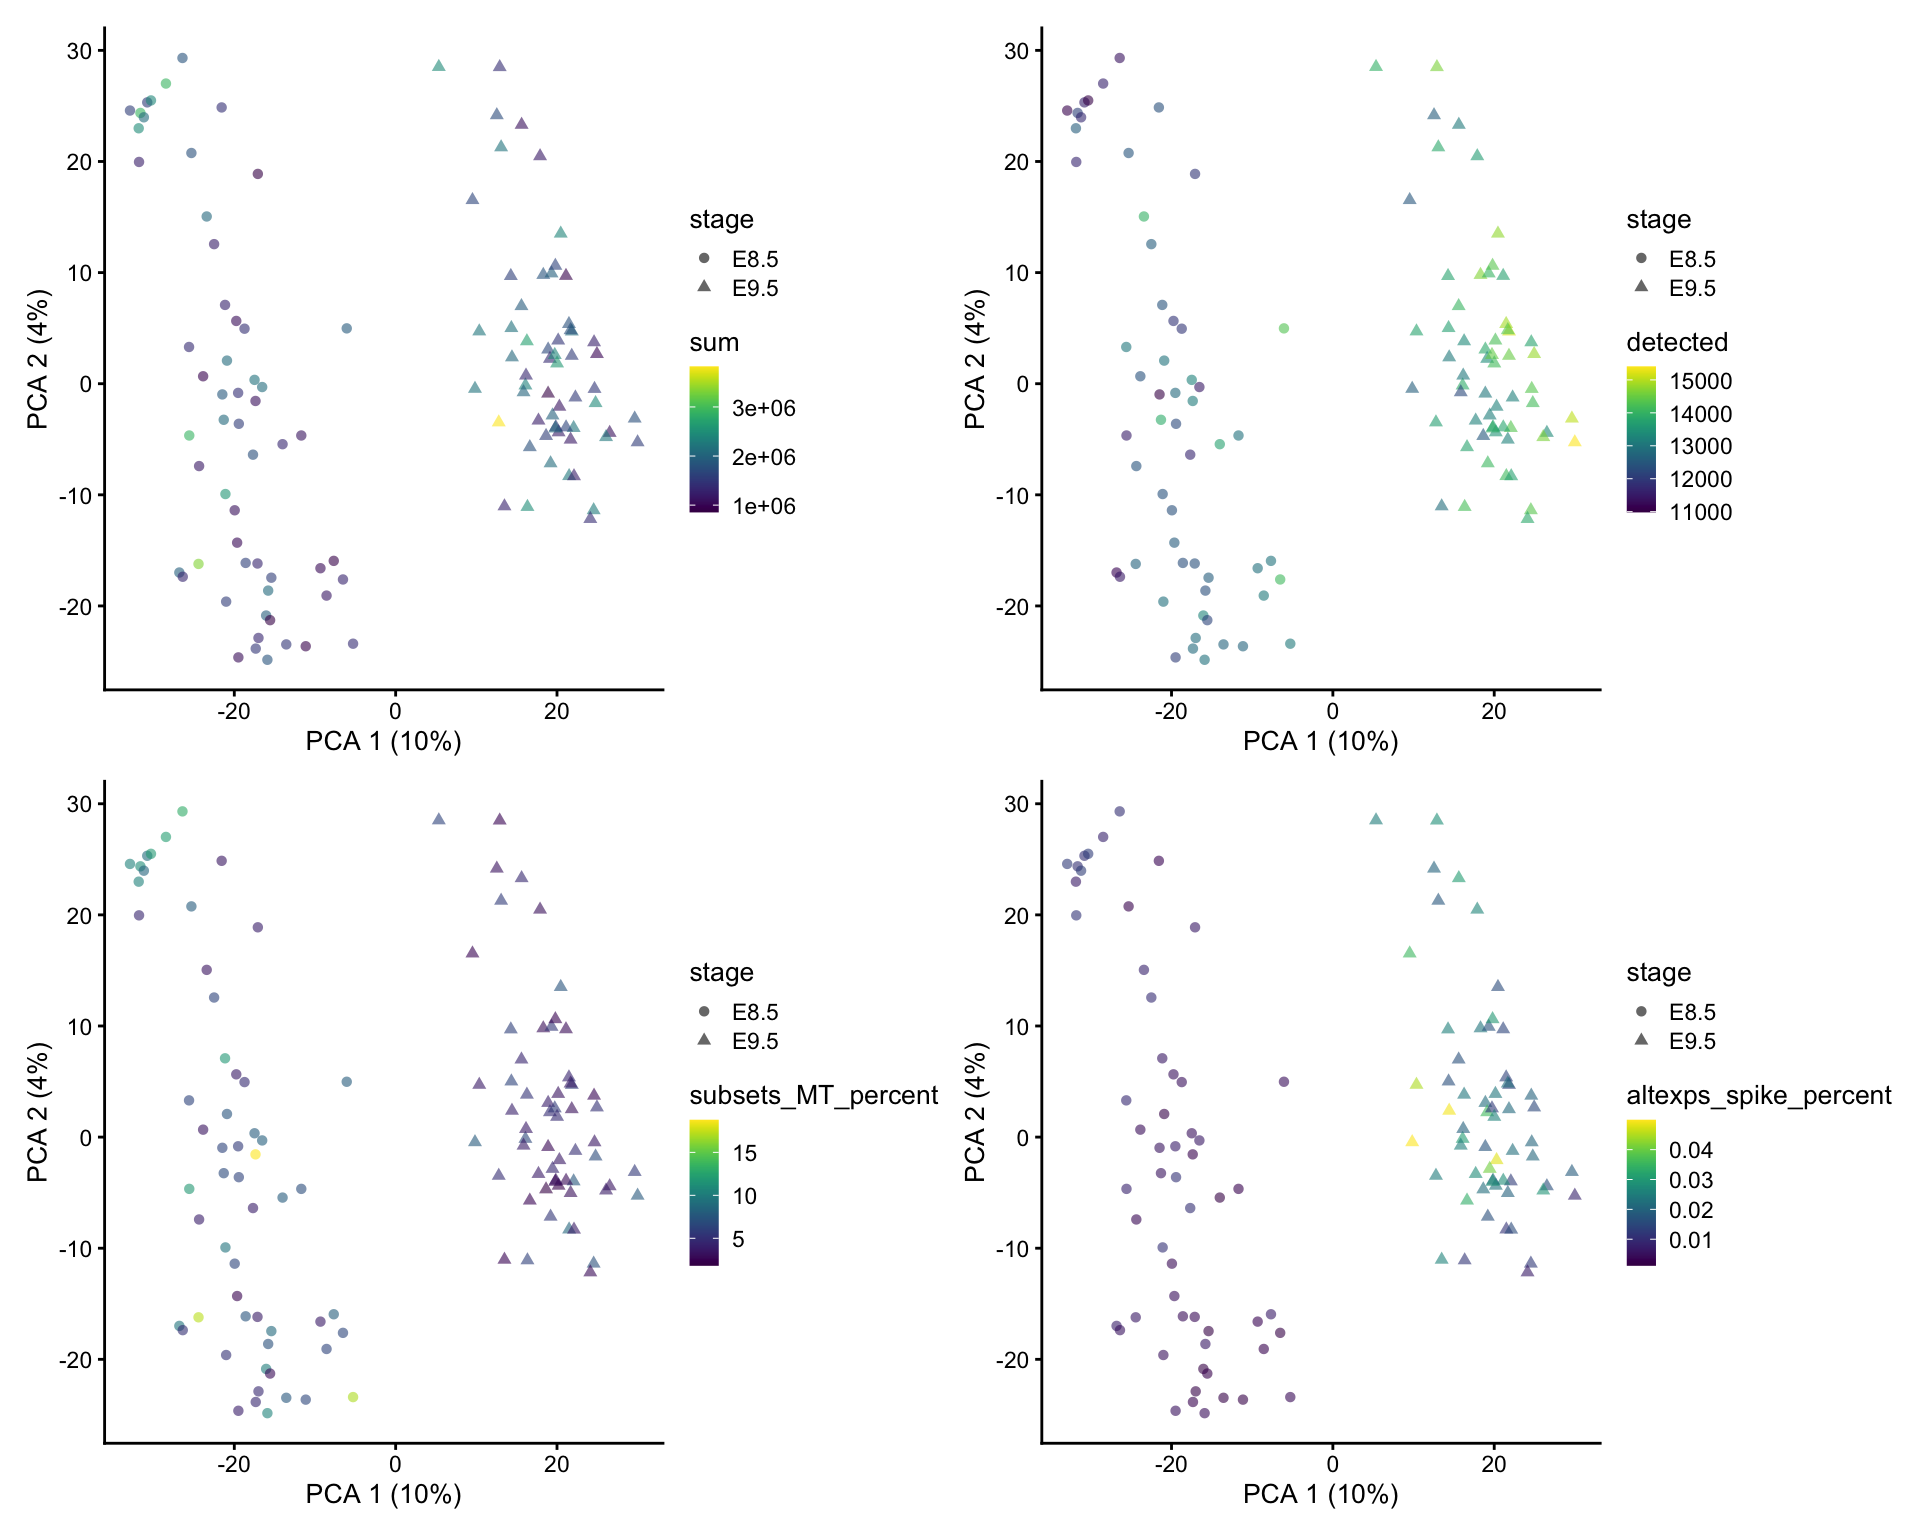 30
20
10
0
-10
-20
-20 0 20
PCA 1 (10%)
PCA 2 (4%)
stage
E8.5
E9.5
sum
3e+06
2e+06
1e+06
30
20
10
0
-10
-20
-20 0 20
PCA 1 (10%)
PCA 2 (4%)
stage
E8.5
E9.5
detected
15000
14000
13000
12000
11000
30
20
10
0
-10
-20
-20 0 20
PCA 1 (10%)
PCA 2 (4%)
stage
E8.5
E9.5
subsets_MT_percent
15
10
5
30
20
10
0
-10
-20
-20 0 20
PCA 1 (10%)
PCA 2 (4%)
stage
E8.5
E9.5
altexps_spike_percent
0.04
0.03
0.02
0.01